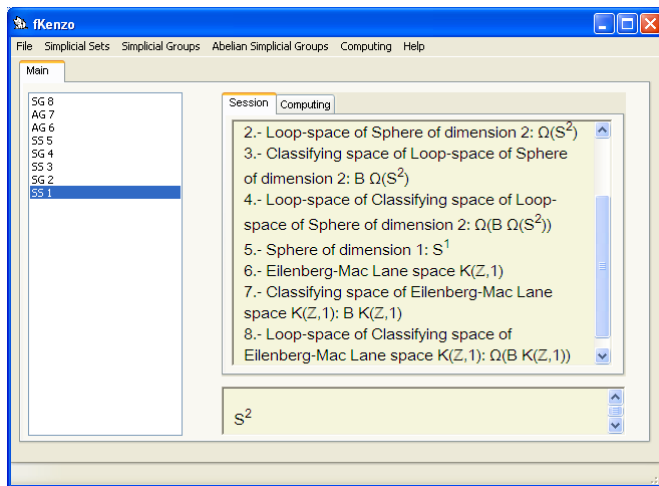 fKenzo
File Simplicial Sets Simplicial Groups Abelian Simplicial Groups Computing Help
Main
SG 8
AG 7
AG 6
SS 5
SG 4
SS 3
SG 2
SS 1
Session Computing
2.- Loop-space of Sphere of dimension 2: Ω(S²)
3.- Classifying space of Loop-space of Sphere
of dimension 2: B Ω(S²)
4.- Loop-space of Classifying space of Loop-
space of Sphere of dimension 2: Ω(B Ω(S²))
5.- Sphere of dimension 1: S¹
6.- Eilenberg-Mac Lane space K(ℤ,1)
7.- Classifying space of Eilenberg-Mac Lane
space K(ℤ,1): B K(ℤ,1)
8.- Loop-space of Classifying space of
Eilenberg-Mac Lane space K(ℤ,1): Ω(B K(ℤ,1))
S²